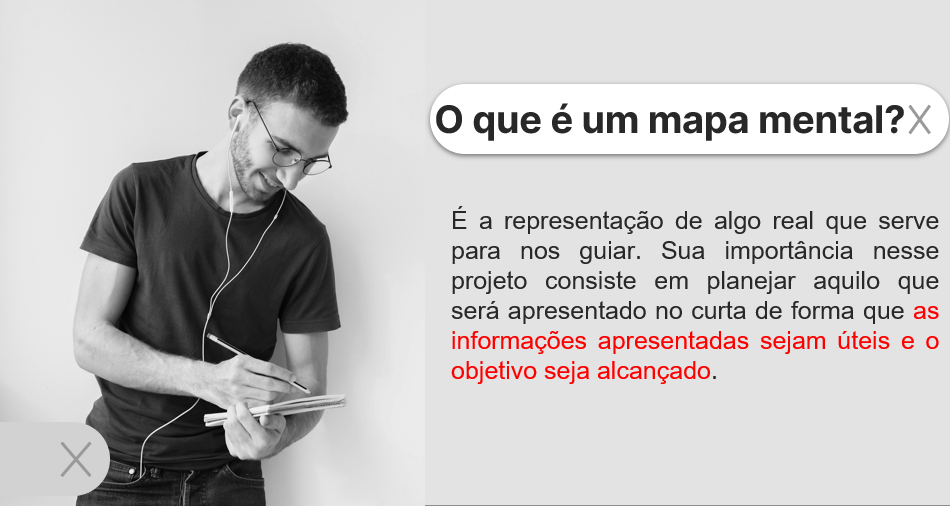 O que é um mapa mental?
É a representação de algo real que serve
para nos guiar. Sua importância nesse
projeto consiste em planejar aquilo que
será apresentado no curta de forma que as
informações apresentadas sejam úteis e o
objetivo seja alcançado.